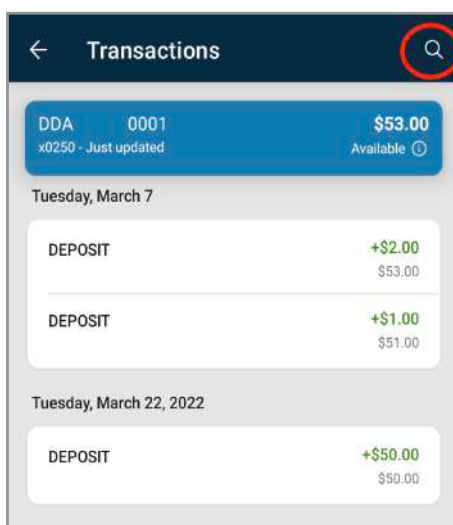 Transactions
DDA 0001 $53.00
x0250 - Just updated Available
Tuesday, March 7
DEPOSIT +$2.00
$53.00
DEPOSIT +$1.00
$51.00
Tuesday, March 22, 2022
DEPOSIT +$50.00
$50.00